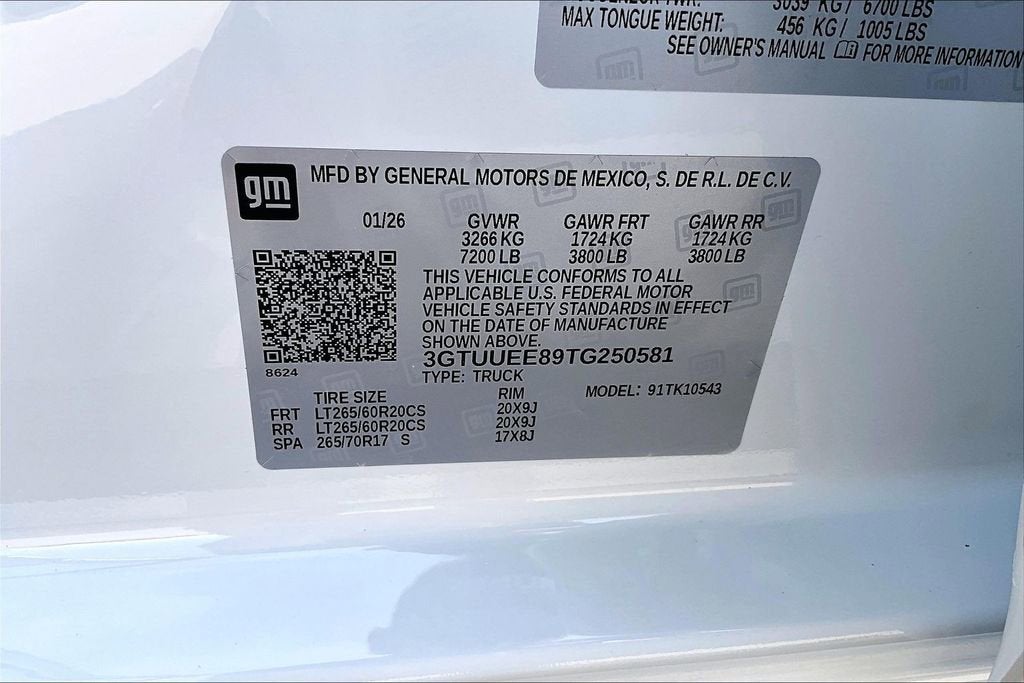 3039 KG / 6700 LBS
MAX TONGUE WEIGHT: 456 KG / 1005 LBS
SEE OWNER'S MANUAL FOR MORE INFORMATION
gm
MFD BY GENERAL MOTORS DE MEXICO, S. DE R.L. DE C.V.
01/26 GVWR GAWR FRT GAWR RR
3266 KG 1724 KG 1724 KG
7200 LB 3800 LB 3800 LB
THIS VEHICLE CONFORMS TO ALL
APPLICABLE U.S. FEDERAL MOTOR
VEHICLE SAFETY STANDARDS IN EFFECT
ON THE DATE OF MANUFACTURE
SHOWN ABOVE.
3GTUUEE89TG250581
8624
TYPE: TRUCK
MODEL: 91TK10543
TIRE SIZE RIM
FRT LT265/60R20CS 20X9J
RR LT265/60R20CS 20X9J
SPA 265/70R17 S 17X8J